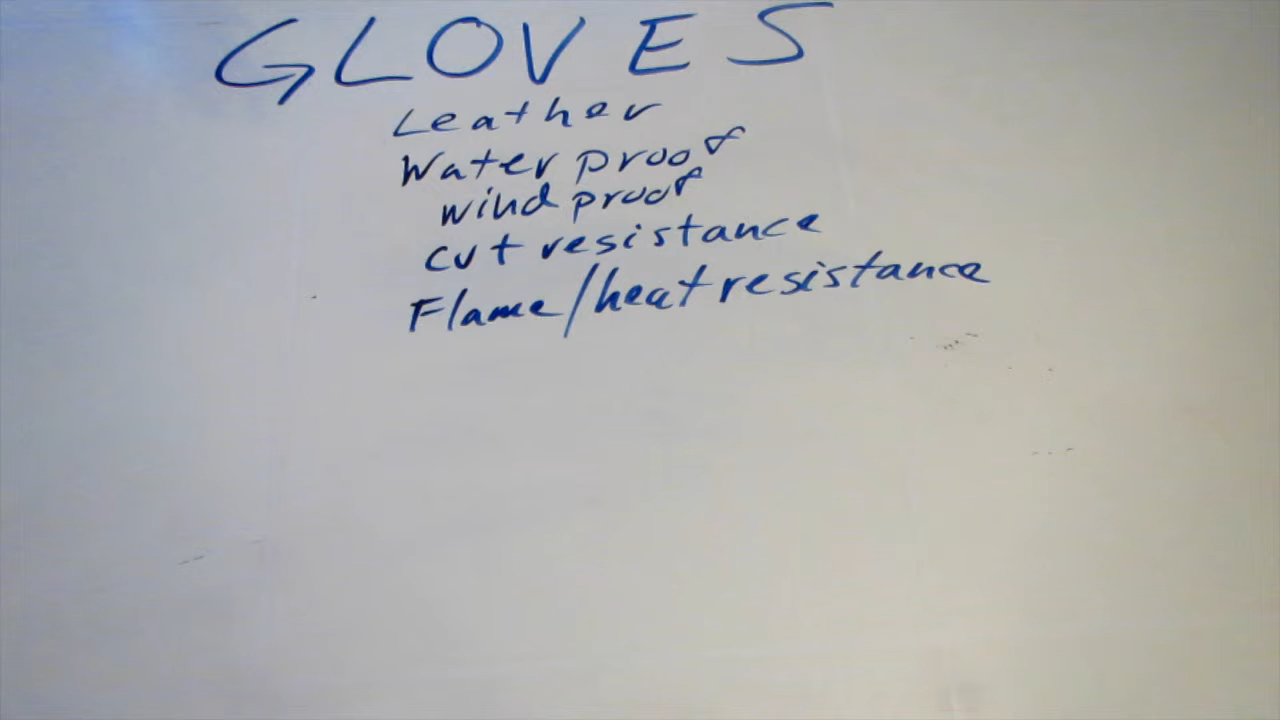 GLOVES
Leather
Water proof
wind proof
cut resistance
Flame/heat resistance